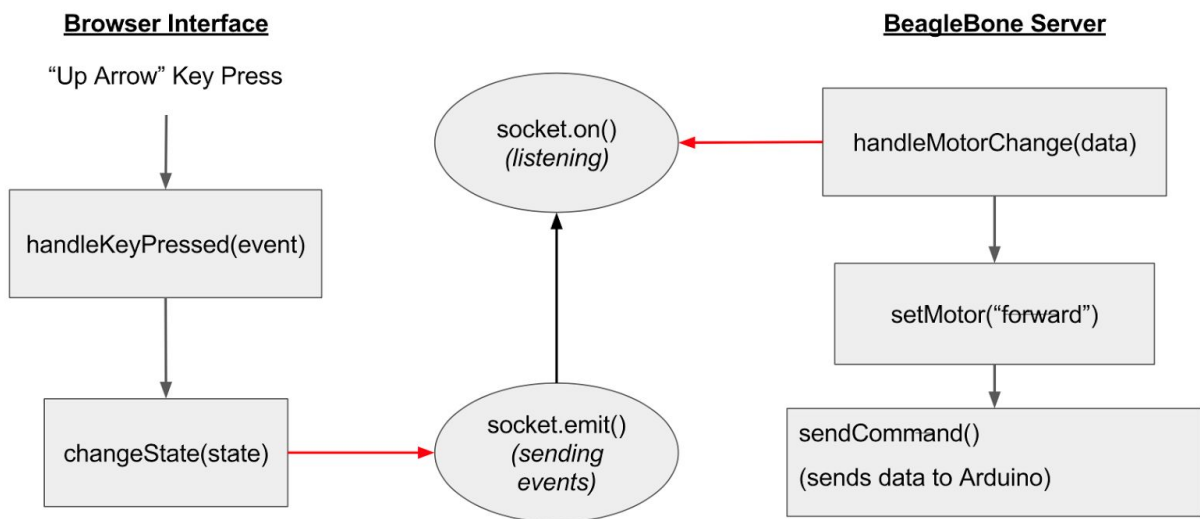 Browser Interface
“Up Arrow” Key Press
handleKeyPressed(event)
changeState(state)
socket.on()
(listening)
socket.emit()
(sending
events)
BeagleBone Server
handleMotorChange(data)
setMotor(“forward”)
sendCommand()
(sends data to Arduino)